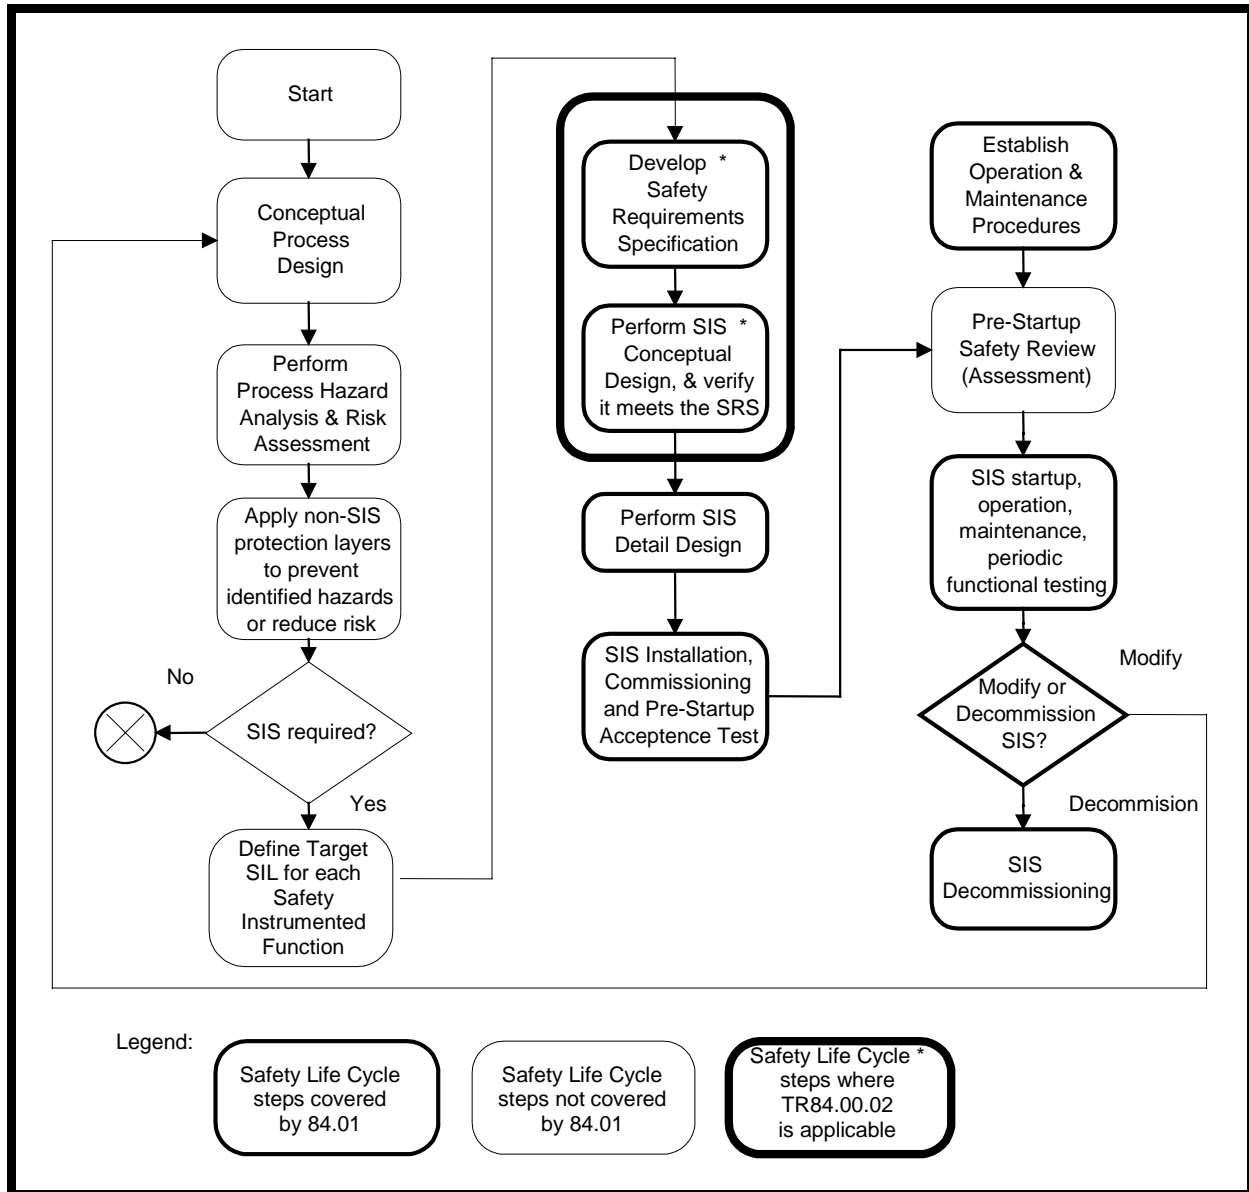 Start
Conceptual
Process
Design
Perform
Process Hazard
Analysis & Risk
Assessment
Apply non-SIS
protection layers
to prevent
identified hazards
or reduce risk
No
SIS required?
Yes
Define Target
SIL for each
Safety
Instrumented
Function
Develop *
Safety
Requirements
Specification
Perform SIS *
Conceptual
Design, & verify
it meets the SRS
Perform SIS
Detail Design
SIS Installation,
Commissioning
and Pre-Startup
Acceptence Test
Establish
Operation &
Maintenance
Procedures
Pre-Startup
Safety Review
(Assessment)
SIS startup,
operation,
maintenance,
periodic
functional testing
Modify
Modify or
Decommission
SIS?
Decommision
SIS
Decommissioning
Legend:
Safety Life Cycle
steps covered
by 84.01
Safety Life Cycle
steps not covered
by 84.01
Safety Life Cycle *
steps where
TR84.00.02
is applicable